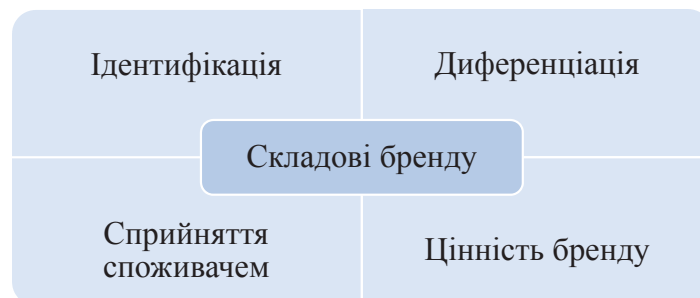 Ідентифікація
Диференціація
Складові бренду
Сприйняття
споживачем
Цінність бренду